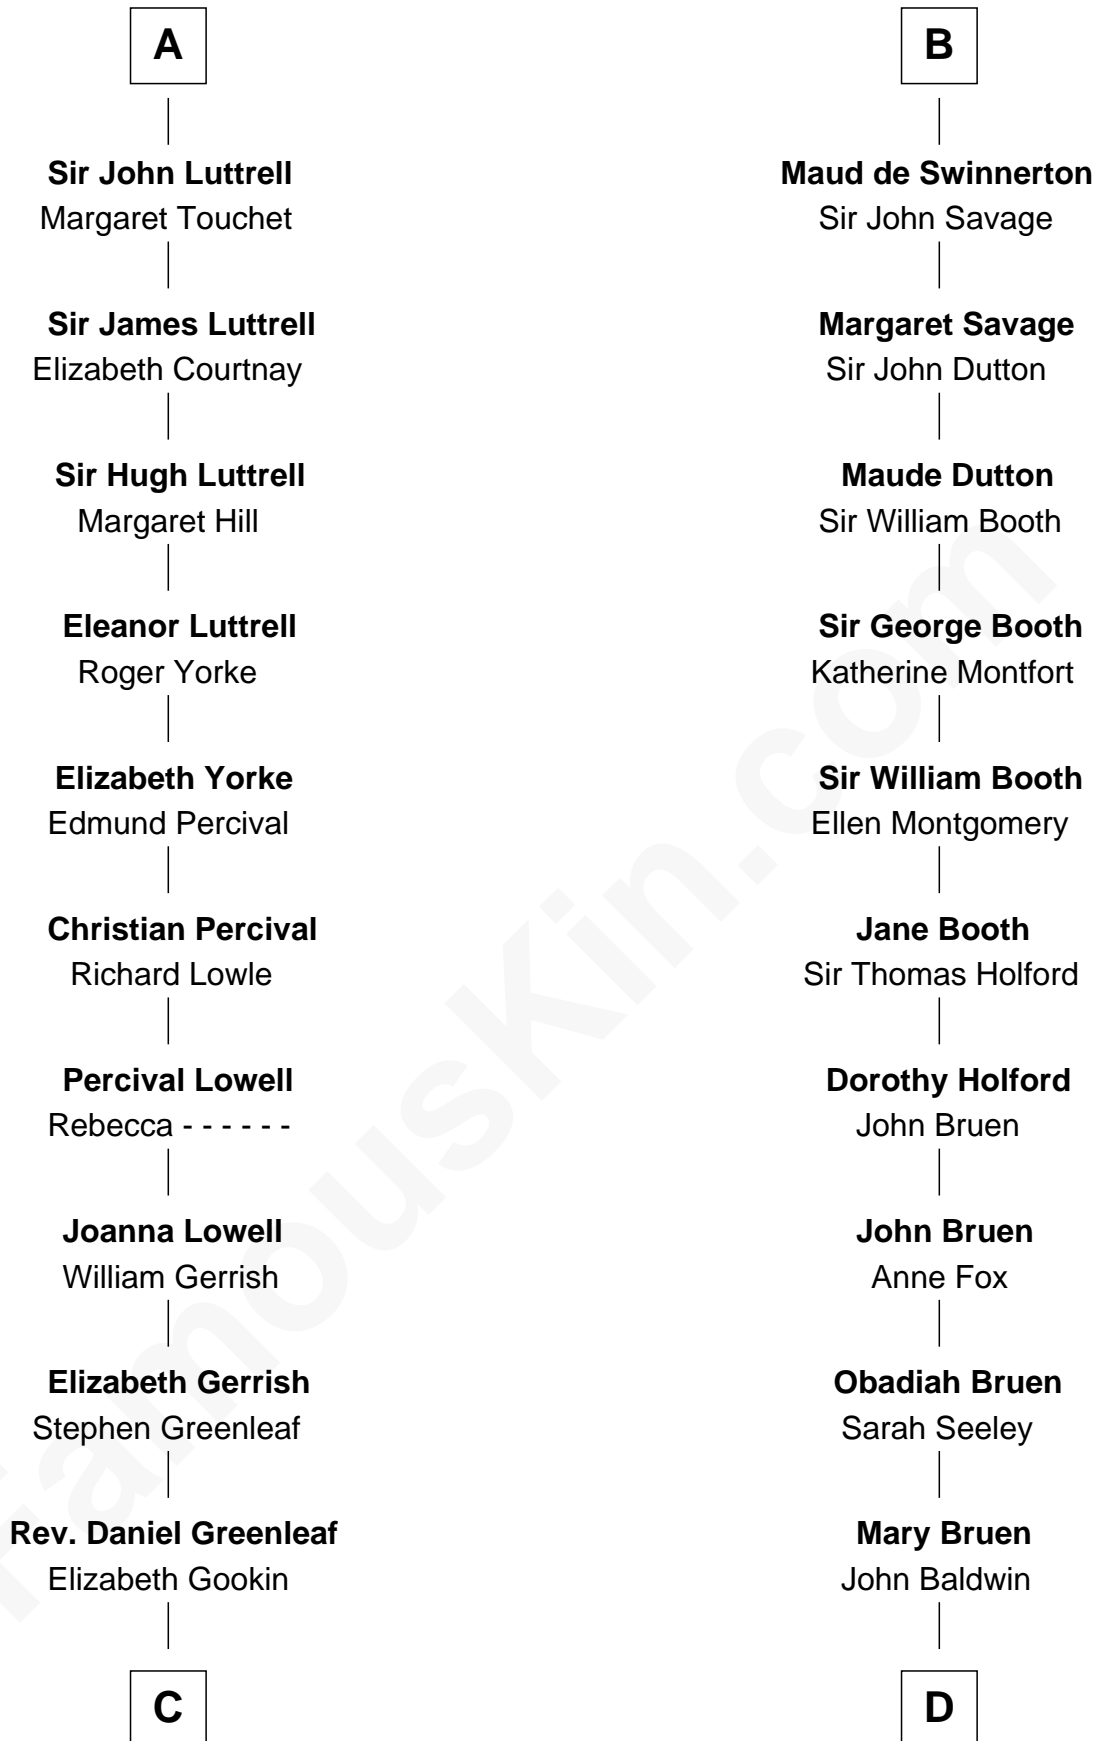 A
Sir John Luttrell
Margaret Touchet
Sir James Luttrell
Elizabeth Courtnay
Sir Hugh Luttrell
Margaret Hill
Eleanor Luttrell
Roger Yorke
Elizabeth Yorke
Edmund Percival
Christian Percival
Richard Lowle
Percival Lowell
Rebecca - - - - - -
Joanna Lowell
William Gerrish
Elizabeth Gerrish
Stephen Greenleaf
Rev. Daniel Greenleaf
Elizabeth Gookin
C
B
Maud de Swinnerton
Sir John Savage
Margaret Savage
Sir John Dutton
Maude Dutton
Sir William Booth
Sir George Booth
Katherine Montfort
Sir William Booth
Ellen Montgomery
Jane Booth
Sir Thomas Holford
Dorothy Holford
John Bruen
John Bruen
Anne Fox
Obadiah Bruen
Sarah Seeley
Mary Bruen
John Baldwin
D
FamousKin.com